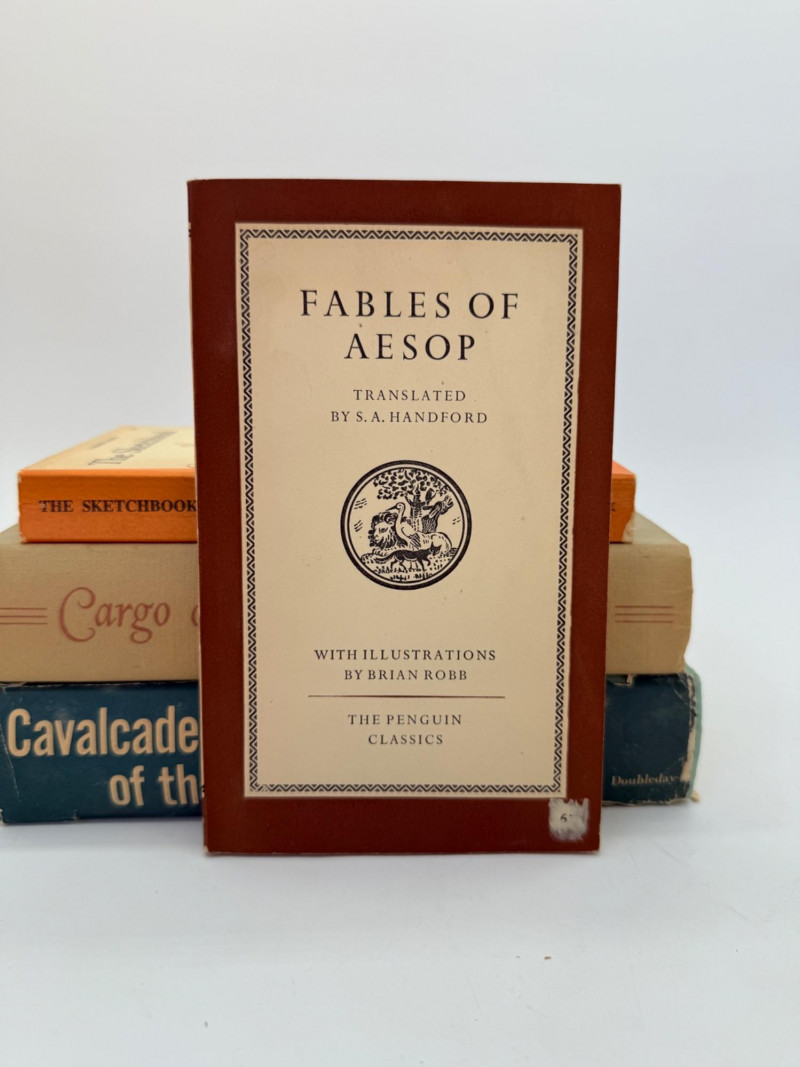 FABLES OF
AESOP
TRANSLATED
BY S. A. HANDFORD
WITH ILLUSTRATIONS
BY BRIAN ROBB
THE PENGUIN
CLASSICS
THE SKETCHBOOK
Cargo
Cavalcade
of th
Doubleday